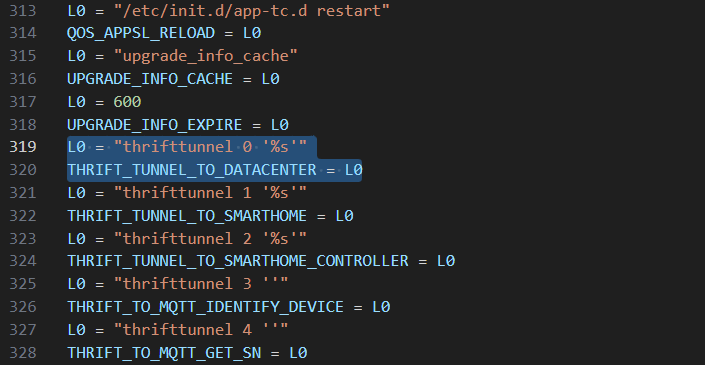 313 L0 = "/etc/init.d/app-tc.d restart"
314 QOS_APPSL_RELOAD = L0
315 L0 = "upgrade_info_cache"
316 UPGRADE_INFO_CACHE = L0
317 L0 = 600
318 UPGRADE_INFO_EXPIRE = L0
319 L0 = "thrifttunnel 0 '%s'"
320 THRIFT_TUNNEL_TO_DATACENTER = L0
321 L0 = "thrifttunnel 1 '%s'"
322 THRIFT_TUNNEL_TO_SMARTHOME = L0
323 L0 = "thrifttunnel 2 '%s'"
324 THRIFT_TUNNEL_TO_SMARTHOME_CONTROLLER = L0
325 L0 = "thrifttunnel 3 ''"
326 THRIFT_TO_MQTT_IDENTIFY_DEVICE = L0
327 L0 = "thrifttunnel 4 ''"
328 THRIFT_TO_MQTT_GET_SN = L0